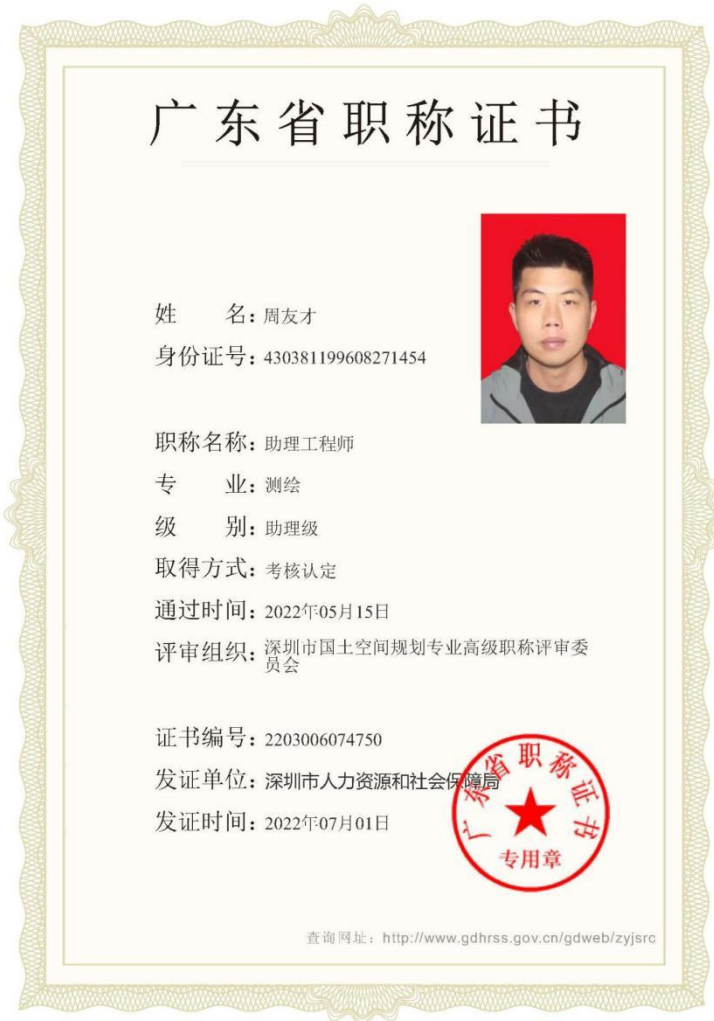 广东省职称证书
姓 名：周友才
身份证号：430381199608271454
职称名称：助理工程师
专 业：测绘
级 别：助理级
取得方式：考核认定
通过时间：2022年05月15日
评审组织：深圳市国土空间规划专业高级职称评审委
员会
证书编号：2203006074750
发证单位：深圳市人力资源和社会保障局
发证时间：2022年07月01日
广东省职称证书
专用章
查询网址：http://www.gdhrss.gov.cn/gdweb/zyjsrc